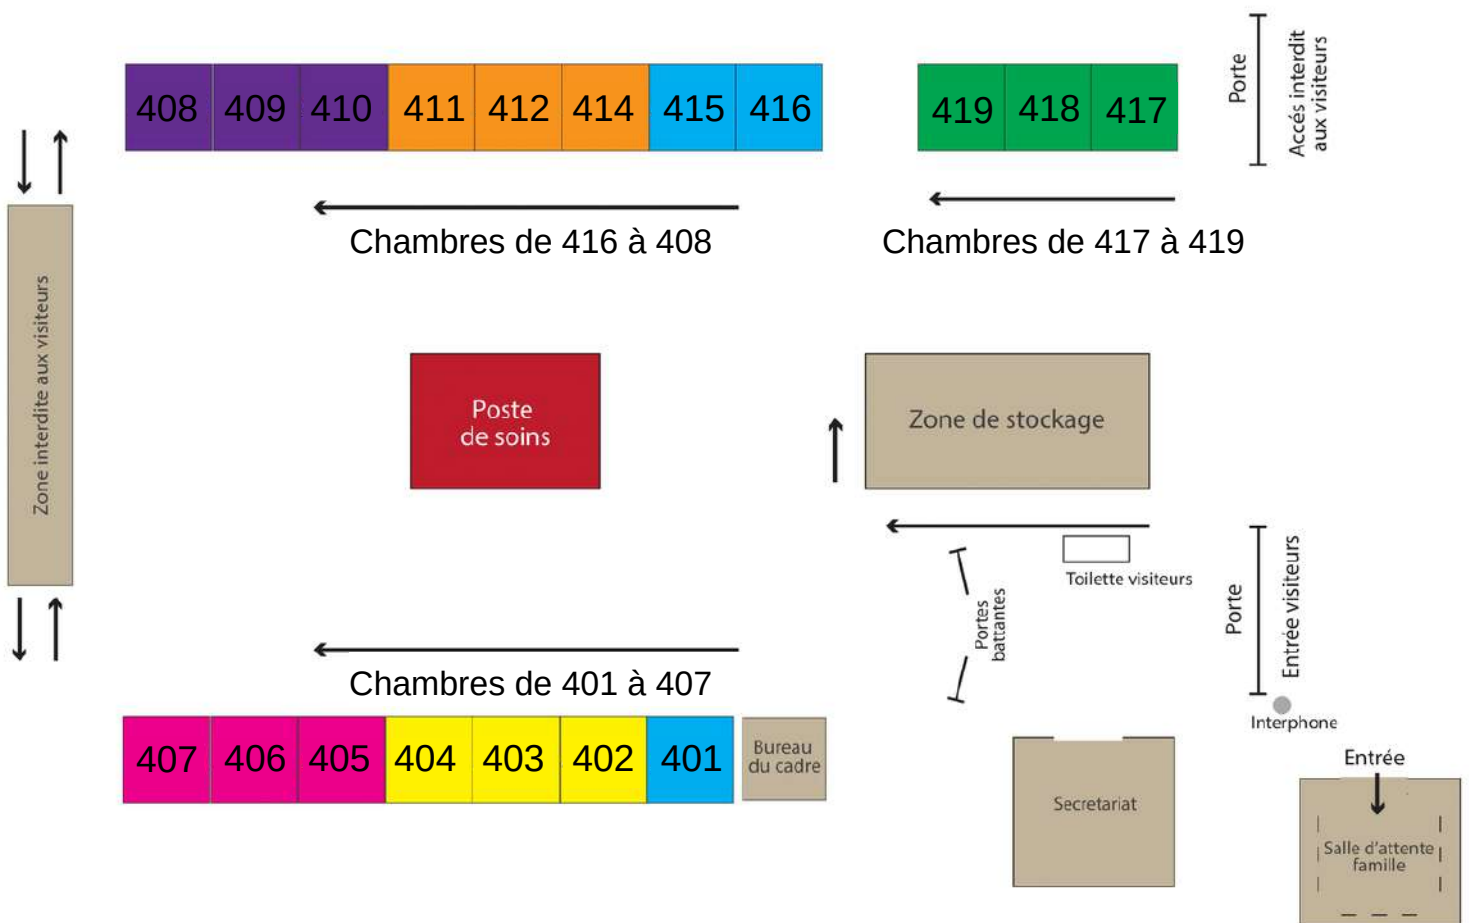 408 409 410 411 412 414 415 416
419 418 417
Porte
Accés interdit
aux visiteurs
Chambres de 416 à 408
Chambres de 417 à 419
Zone interdite aux visiteurs
Poste
de soins
Zone de stockage
Toilette visiteurs
Portes
battantes
Porte
Entrée visiteurs
Interphone
Chambres de 401 à 407
407 406 405 404 403 402 401
Bureau
du cadre
Secretariat
Entrée
Salle d'attente
famille